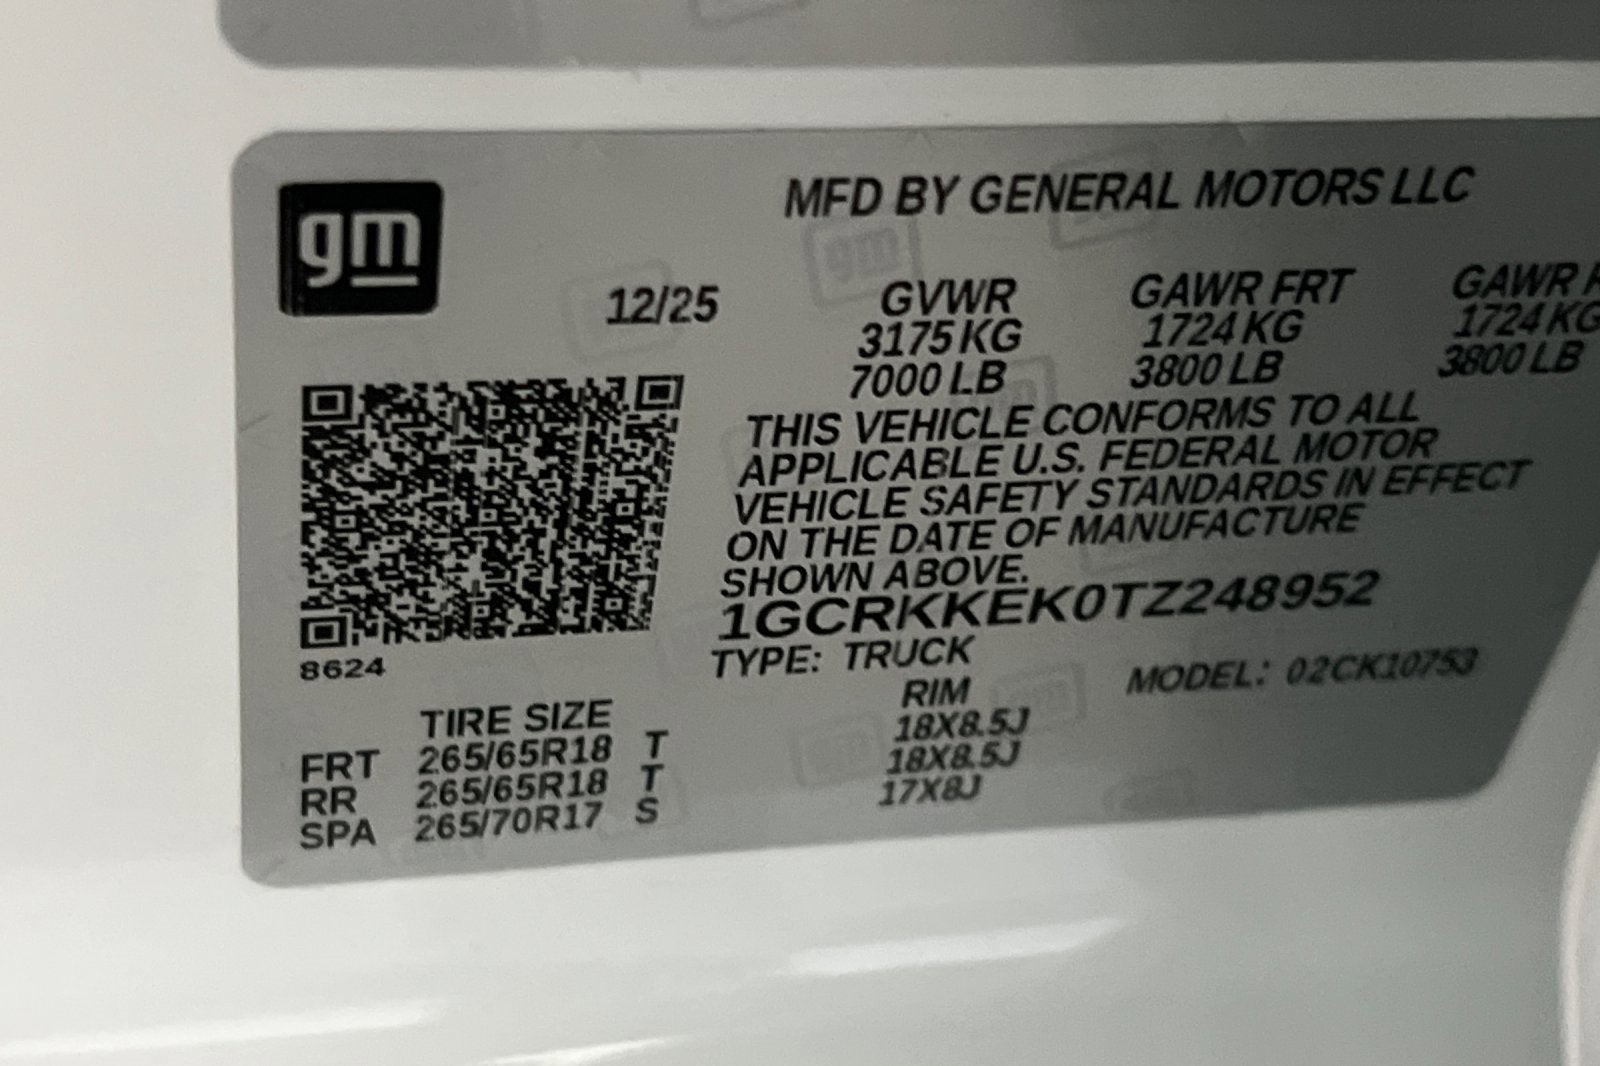 gm
MFD BY GENERAL MOTORS LLC
12/25 GVWR GAWR FRT GAWR
3175 KG 1724 KG 1724 KG
7000 LB 3800 LB 3800 LB
THIS VEHICLE CONFORMS TO ALL
APPLICABLE U.S. FEDERAL MOTOR
VEHICLE SAFETY STANDARDS IN EFFECT
ON THE DATE OF MANUFACTURE
SHOWN ABOVE.
1GCRKKEK0TZ248952
8624
TYPE: TRUCK MODEL: 02CK10753
TIRE SIZE RIM
FRT 265/65R18 T 18X8.5J
RR 265/65R18 T 18X8.5J
SPA 265/70R17 S 17X8J